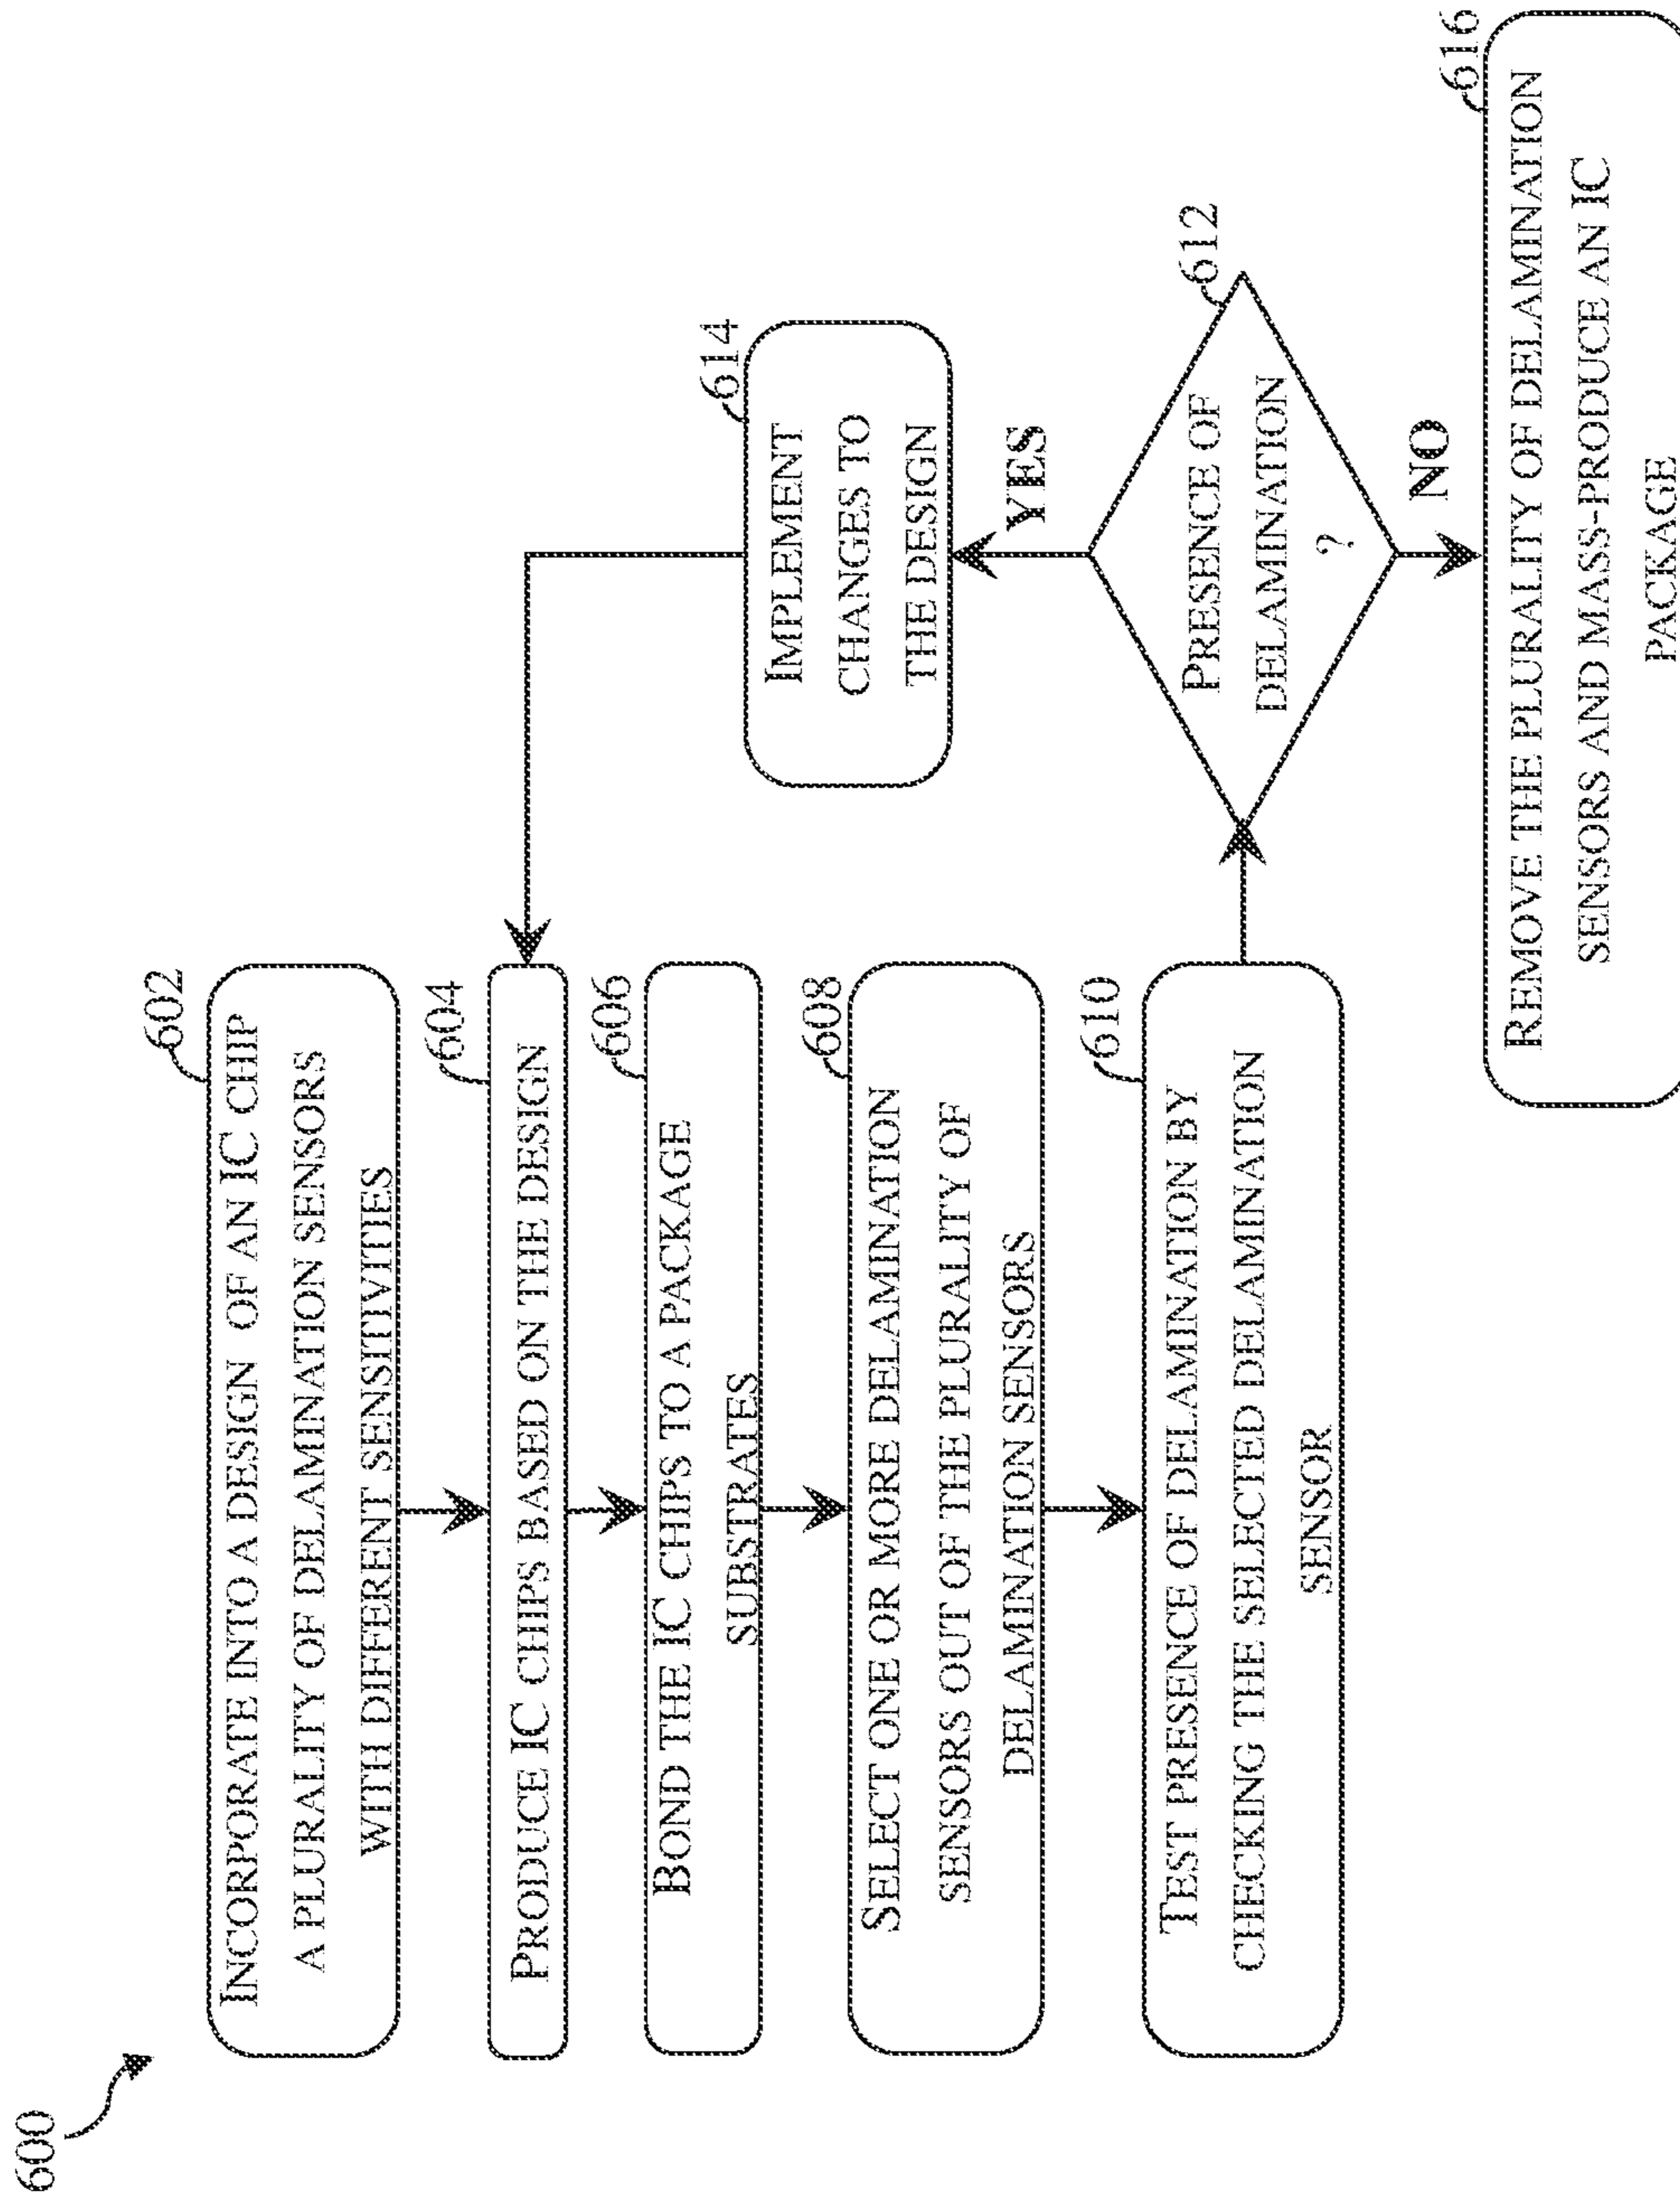 600
602
INCORPORATE INTO A DESIGN OF AN IC CHIP
A PLURALITY OF DELAMINATION SENSORS
WITH DIFFERENT SENSITIVITIES
604
PRODUCE IC CHIPS BASED ON THE DESIGN
606
BOND THE IC CHIPS TO A PACKAGE
SUBSTRATES
608
SELECT ONE OR MORE DELAMINATION
SENSORS OUT OF THE PLURALITY OF
DELAMINATION SENSORS
610
TEST PRESENCE OF DELAMINATION BY
CHECKING THE SELECTED DELAMINATION
SENSOR
612
PRESENCE OF
DELAMINATION
?
YES
614
IMPLEMENT
CHANGES TO
THE DESIGN
NO
616
REMOVE THE PLURALITY OF DELAMINATION
SENSORS AND MASS-PRODUCE AN IC
PACKAGE